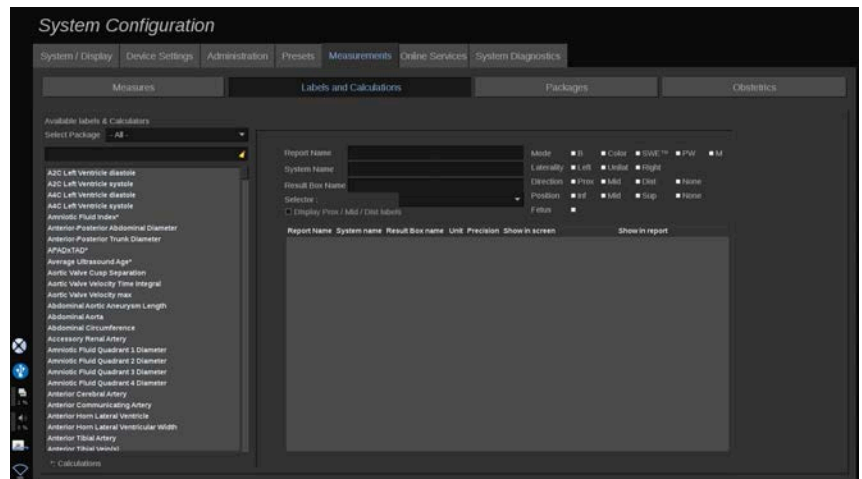 System Configuration
System / Display Device Settings Administration Presets Measurements Online Services System Diagnostics
Measures Labels and Calculations Packages Obstetrics
Available labels & Calculators
Select Package - All -
Report Name
System Name
Result Box Name
Selector :
Display Prox / Mid / Dist labels
Mode B Color SWE™ PW M
Laterality Left Unilat Right
Direction Prox Mid Dist None
Position Inf Mid Sup None
Fetus
Report Name System name Result Box name Unit Precision Show in screen Show in report
A2C Left Ventricle diastole
A2C Left Ventricle systole
A4C Left Ventricle diastole
A4C Left Ventricle systole
Amniotic Fluid Index*
Anterior-Posterior Abdominal Diameter
Anterior-Posterior Trunk Diameter
APADxTAD*
Average Ultrasound Age*
Aortic Valve Cusp Separation
Aortic Valve Velocity Time Integral
Aortic Valve Velocity max
Abdominal Aortic Aneurysm Length
Abdominal Aorta
Abdominal Circumference
Accessory Renal Artery
Amniotic Fluid Quadrant 1 Diameter
Amniotic Fluid Quadrant 2 Diameter
Amniotic Fluid Quadrant 3 Diameter
Amniotic Fluid Quadrant 4 Diameter
Anterior Cerebral Artery
Anterior Communicating Artery
Anterior Horn Lateral Ventricle
Anterior Horn Lateral Ventricular Width
Anterior Tibial Artery
Anterior Tibial Vein(s)
*: Calculations